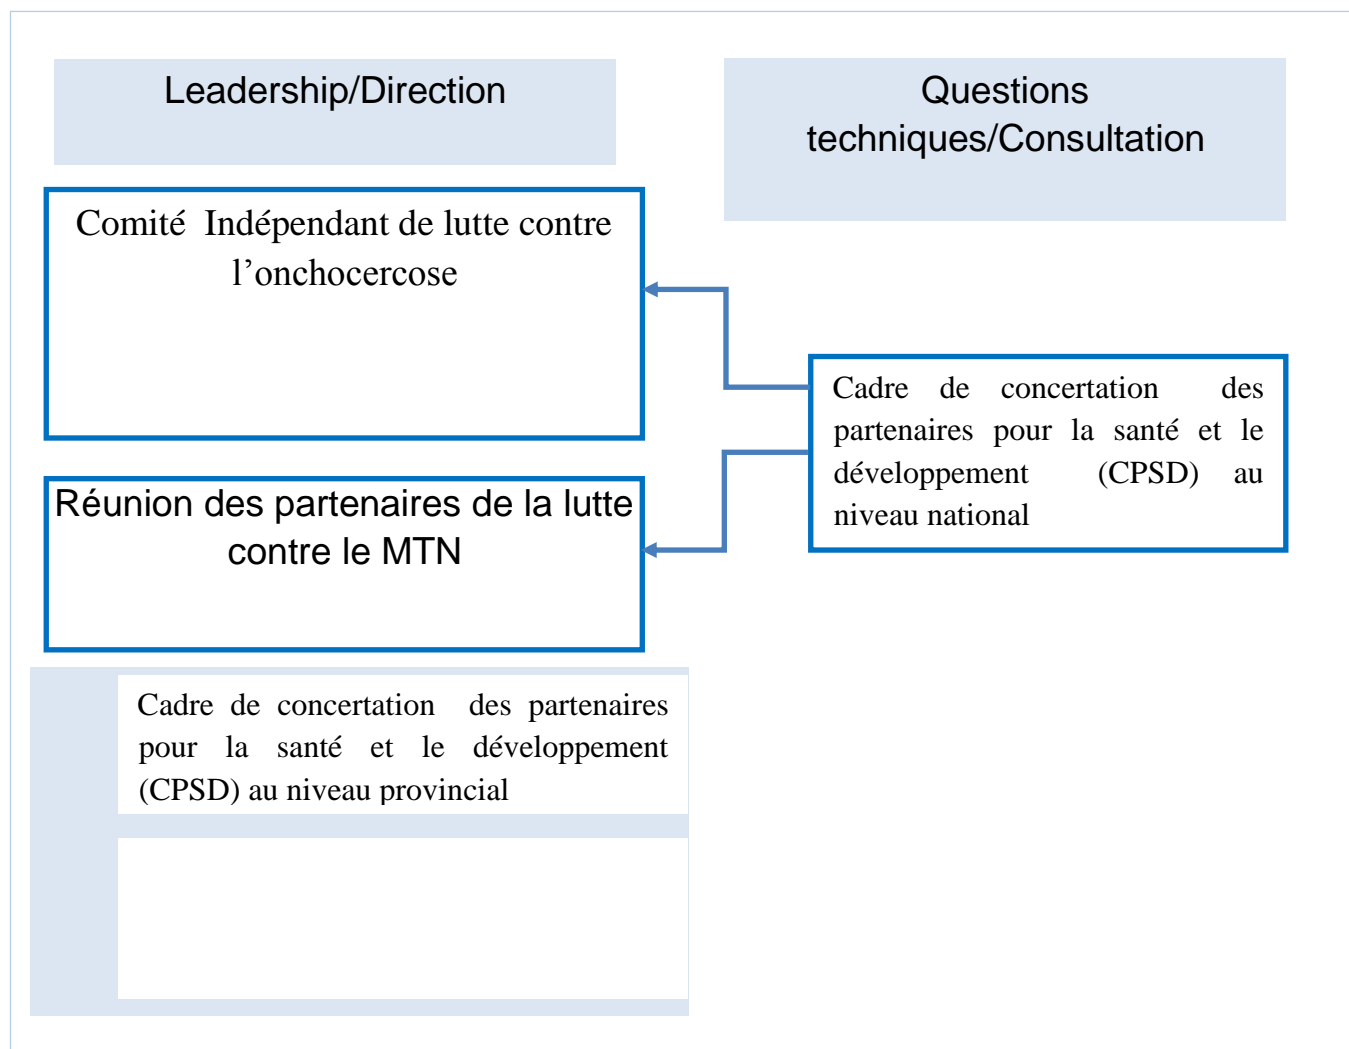 Leadership/Direction
Questions
techniques/Consultation
Comité  Indépendant de lutte contre
l’onchocercose
Cadre de concertation  des
partenaires pour la santé et le
développement (CPSD) au
niveau national
Réunion des partenaires de la lutte
contre le MTN
Cadre de concertation  des partenaires
pour la santé et le développement
(CPSD) au niveau provincial